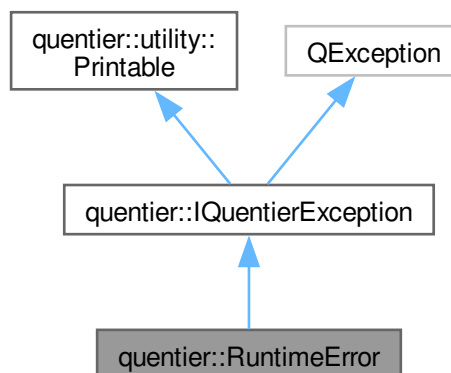 quentier::utility::
Printable
QException
quentier::IQuentierException
quentier::RuntimeError